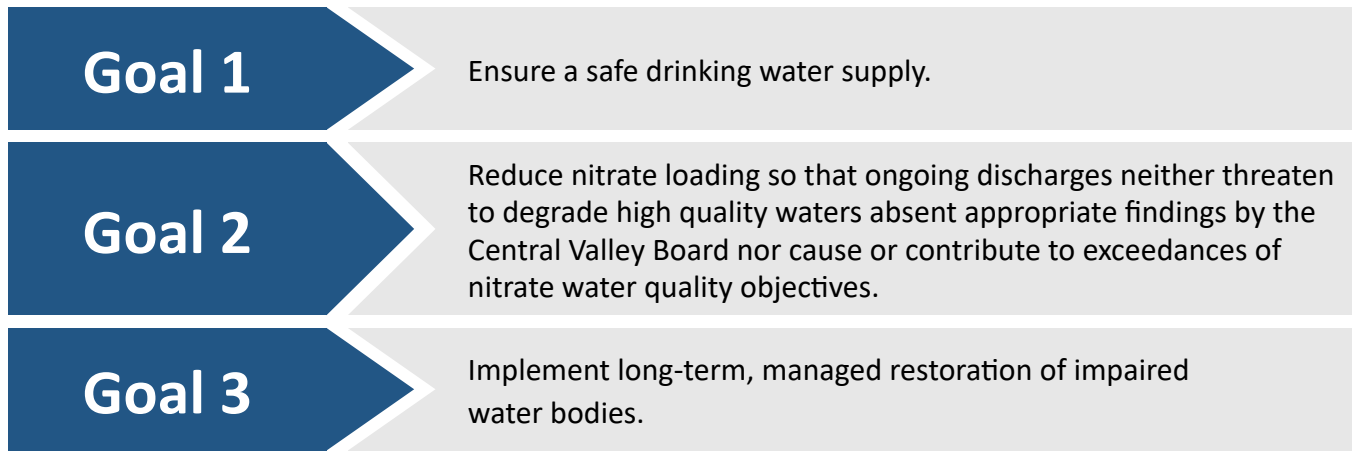 Goal 1
Ensure a safe drinking water supply.
Goal 2
Reduce nitrate loading so that ongoing discharges neither threaten
to degrade high quality waters absent appropriate findings by the
Central Valley Board nor cause or contribute to exceedances of
nitrate water quality objectives.
Goal 3
Implement long-term, managed restoration of impaired
water bodies.